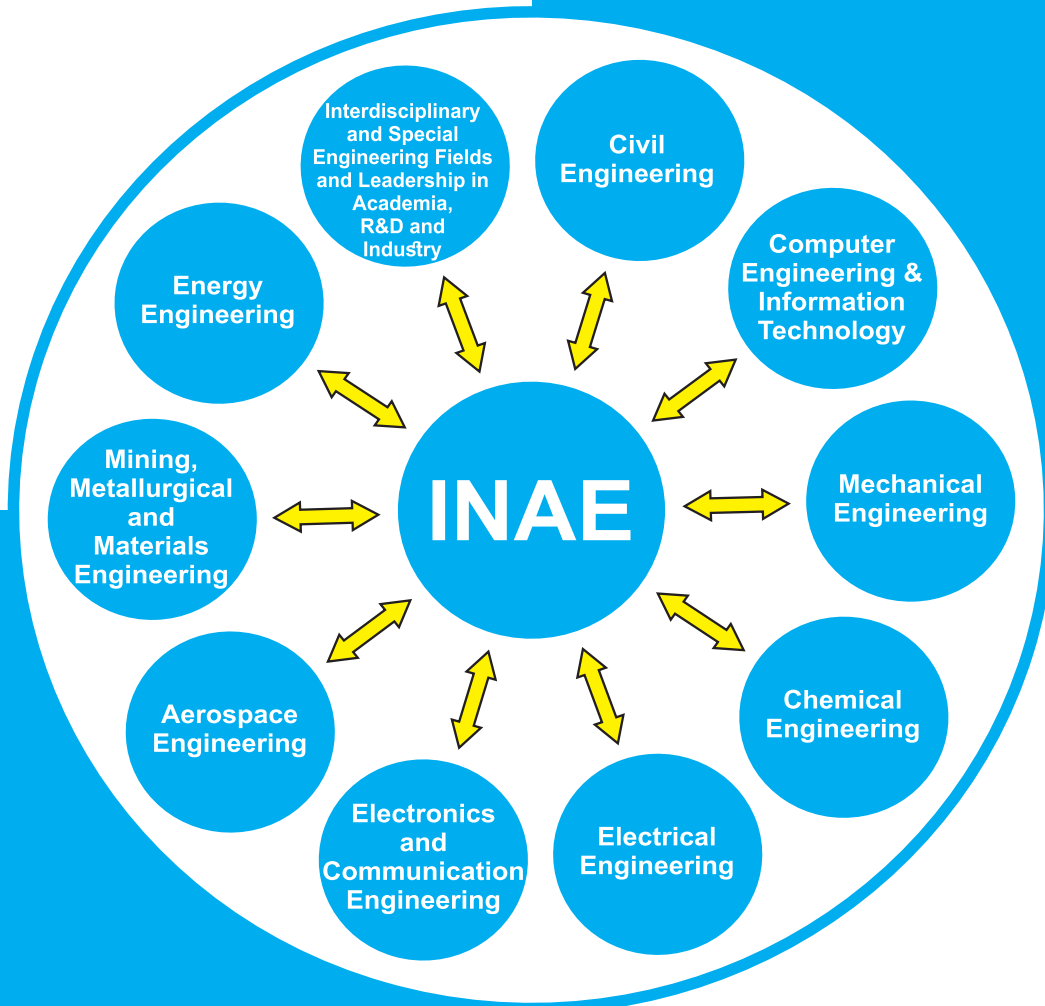 Interdisciplinary
and Special
Engineering Fields
and Leadership in
Academia,
R&D and
Industry
Civil
Engineering
Computer
Engineering &
Information
Technology
Mechanical
Engineering
Chemical
Engineering
Electrical
Engineering
Electronics
and
Communication
Engineering
Aerospace
Engineering
Mining,
Metallurgical
and
Materials
Engineering
Energy
Engineering
INAE